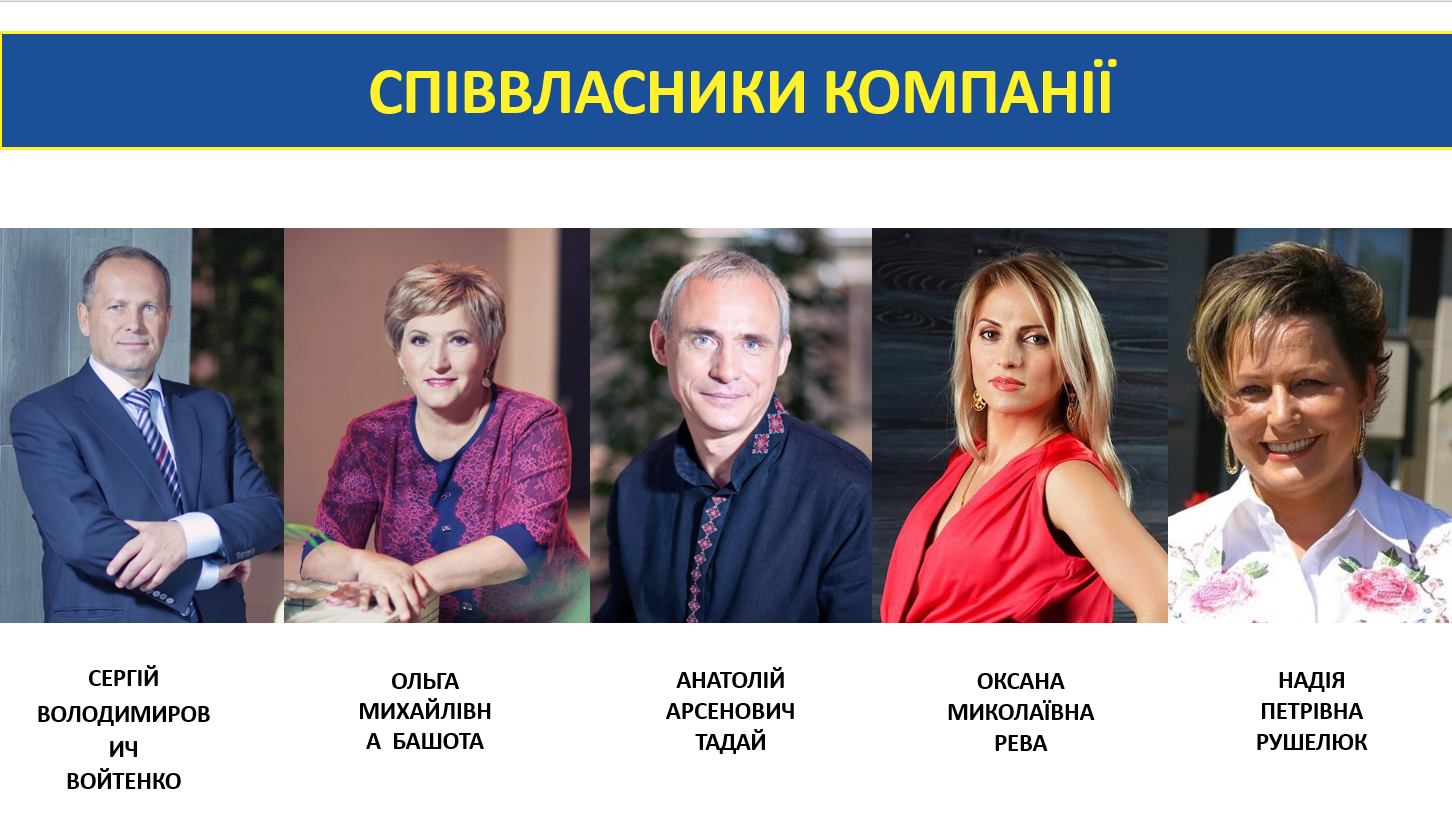 СПІВВЛАСНИКИ КОМПАНІЇ
СЕРГІЙ
ВОЛОДИМИРОВ
ИЧ
ВОЙТЕНКО
ОЛЬГА
МИХАЙЛІВН
А БАШОТА
АНАТОЛІЙ
АРСЕНОВИЧ
ТАДАЙ
ОКСАНА
МИКОЛАЇВНА
РЕВА
НАДІЯ
ПЕТРІВНА
РУШЕЛЮК